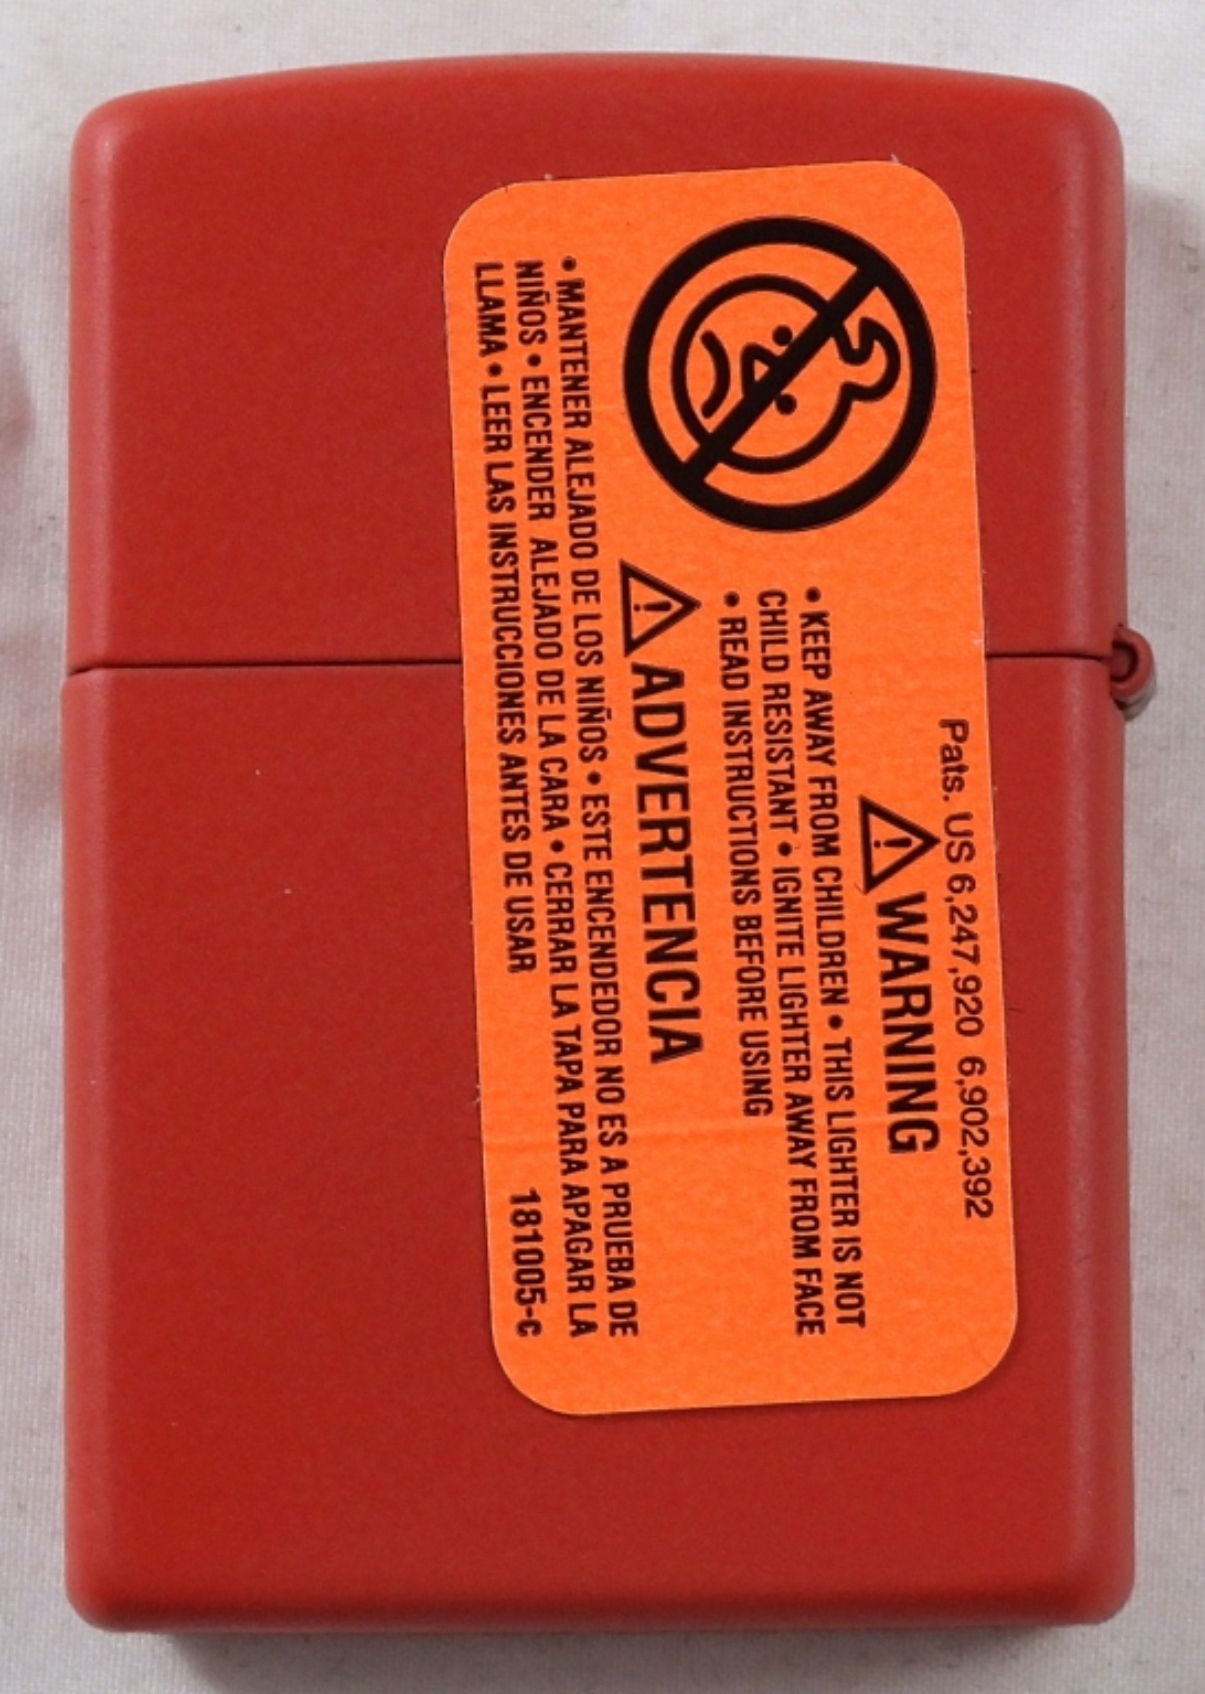 Pats. US 6,247,920 6,902,392
WARNING
• KEEP AWAY FROM CHILDREN • THIS LIGHTER IS NOT
CHILD RESISTANT • IGNITE LIGHTER AWAY FROM FACE
• READ INSTRUCTIONS BEFORE USING
ADVERTENCIA
• MANTENER ALEJADO DE LOS NIÑOS • ESTE ENCENDEDOR NO ES A PRUEBA DE
NIÑOS • ENCENDER ALEJADO DE LA CARA • CERRAR LA TAPA PARA APAGAR LA
LLAMA • LEER LAS INSTRUCCIONES ANTES DE USAR
181005-c